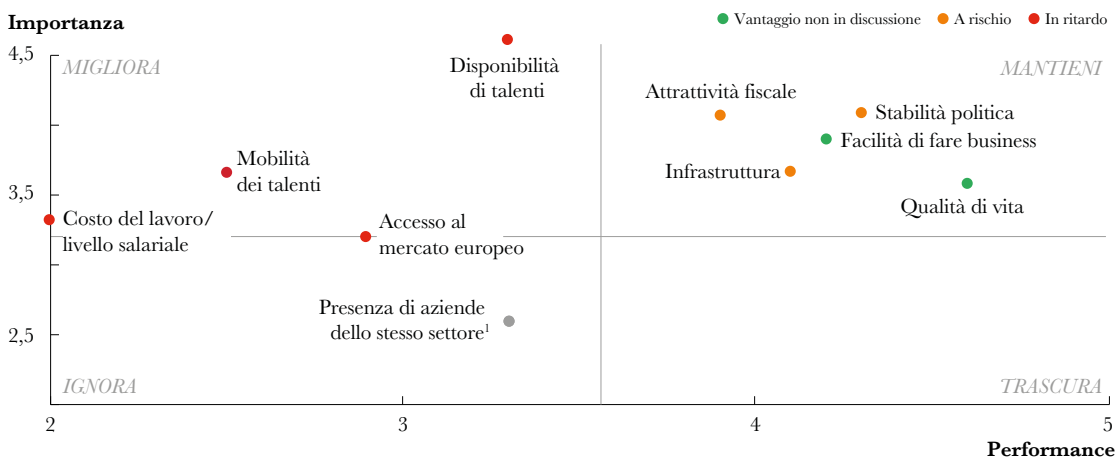 Importanza
Vantaggio non in discussione
A rischio
In ritardo
4,5
MIGLIORA
MANTIENI
Disponibilità
di talenti
Attrattività fiscale
Stabilità politica
Facilità di fare business
Mobilità
dei talenti
Infrastruttura
3,5
Qualità di vita
Costo del lavoro/
livello salariale
Accesso al
mercato europeo
Presenza di aziende
dello stesso settore1
2,5
IGNORA
TRASCURA
2
3
4
5
Performance